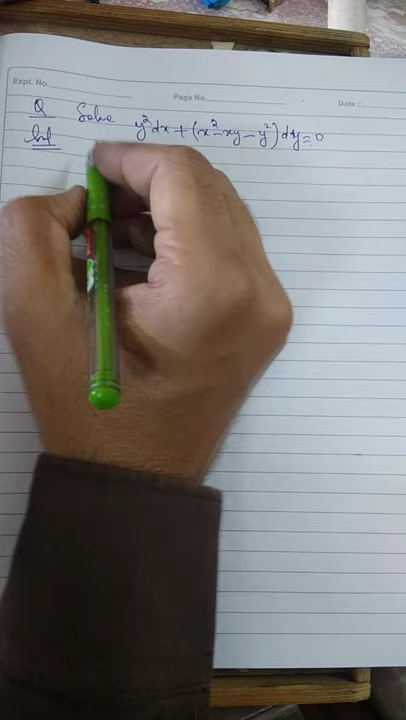 Expt. No.
Page No.
Date :
Q Solve y²dx + (x² - xy - y²) dy = 0
Sol